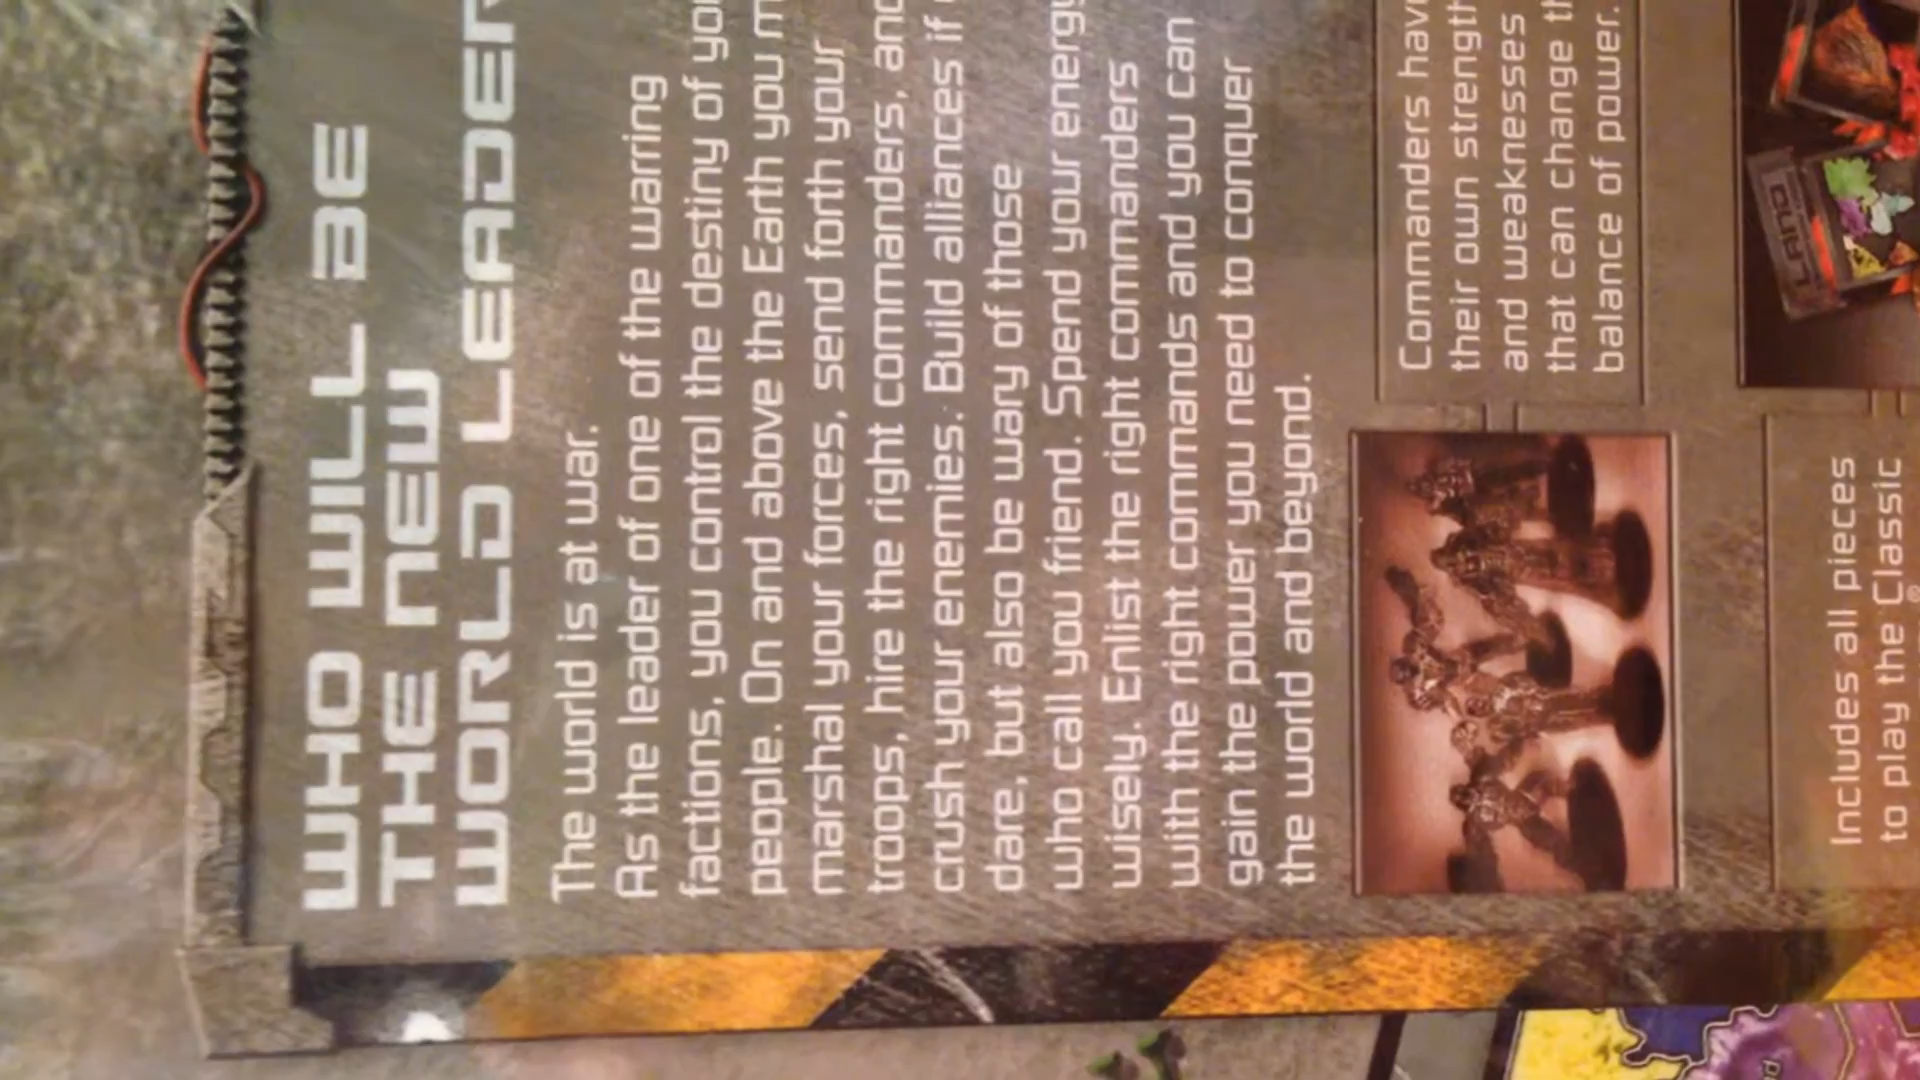 WHO WILL BE
THE NEW
WORLD LEADER
The world is at war.
As the leader of one of the warring
factions, you control the destiny of
people. On and above the Earth you
marshal your forces, send forth your
troops, hire the right commanders, and
crush your enemies. Build alliances if
dare, but also be wary of those
who call you friend. Spend your energy
wisely. Enlist the right commanders
with the right commands and you can
gain the power you need to conquer
the world and beyond.
Commanders have
their own strength
and weaknesses
that can change
balance of power.
LAND
Includes all pieces
to play the Classic